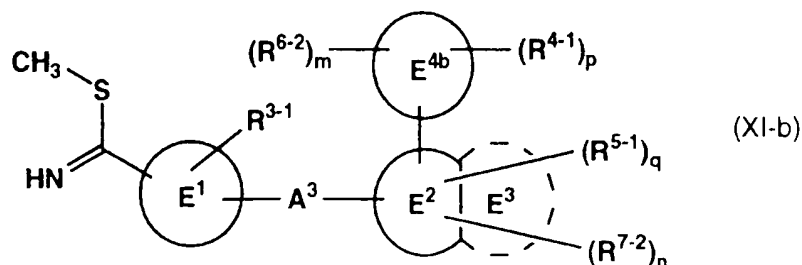 (R⁶⁻²)ₘ E⁴ᵇ (R⁴⁻¹)ₚ
CH₃
S
R³⁻¹
(XI-b)
(R⁵⁻¹)q
HN E¹ A³ E² E³
(R⁷⁻²)ₙ